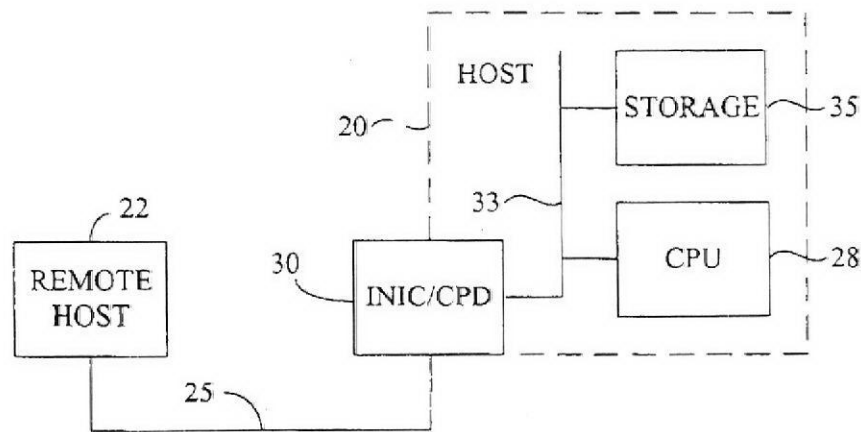 HOST
STORAGE
35
20
33
22
CPU
28
30
REMOTE
HOST
INIC/CPD
25